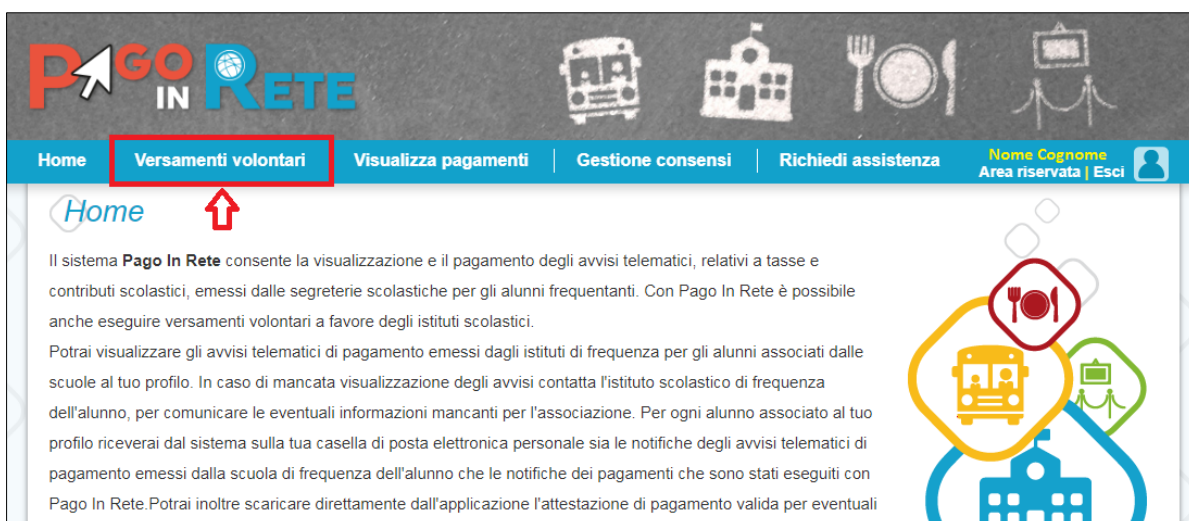 PAGO IN RETE
Home Versamenti volontari Visualizza pagamenti Gestione consensi Richiedi assistenza Nome Cognome
Area riservata | Esci
Home
Il sistema Pago In Rete consente la visualizzazione e il pagamento degli avvisi telematici, relativi a tasse e
contributi scolastici, emessi dalle segreterie scolastiche per gli alunni frequentanti. Con Pago In Rete è possibile
anche eseguire versamenti volontari a favore degli istituti scolastici.
Potrai visualizzare gli avvisi telematici di pagamento emessi dagli istituti di frequenza per gli alunni associati dalle
scuole al tuo profilo. In caso di mancata visualizzazione degli avvisi contatta l'istituto scolastico di frequenza
dell'alunno, per comunicare le eventuali informazioni mancanti per l'associazione. Per ogni alunno associato al tuo
profilo riceverai dal sistema sulla tua casella di posta elettronica personale sia le notifiche degli avvisi telematici di
pagamento emessi dalla scuola di frequenza dell'alunno che le notifiche dei pagamenti che sono stati eseguiti con
Pago In Rete.Potrai inoltre scaricare direttamente dall'applicazione l'attestazione di pagamento valida per eventuali